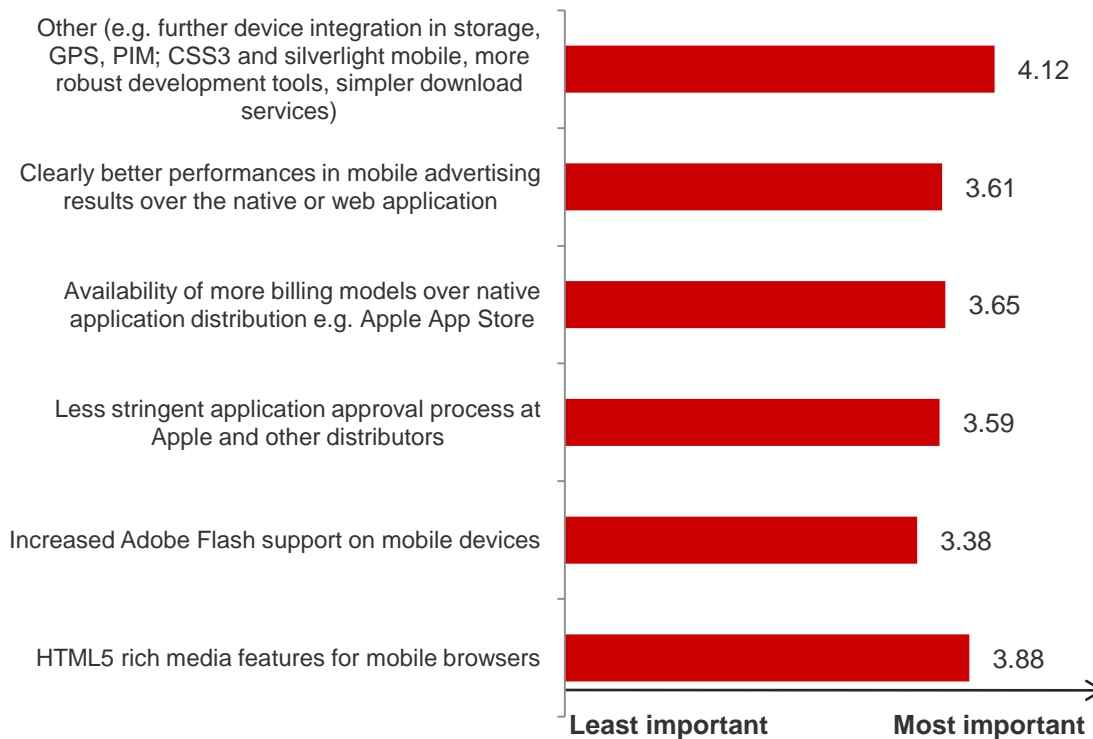 Other (e.g. further device integration in storage,
GPS, PIM; CSS3 and silverlight mobile, more
robust development tools, simpler download
services)
4.12
Clearly better performances in mobile advertising
results over the native or web application
3.61
Availability of more billing models over native
application distribution e.g. Apple App Store
3.65
Less stringent application approval process at
Apple and other distributors
3.59
Increased Adobe Flash support on mobile devices
3.38
HTML5 rich media features for mobile browsers
3.88
Least important
Most important